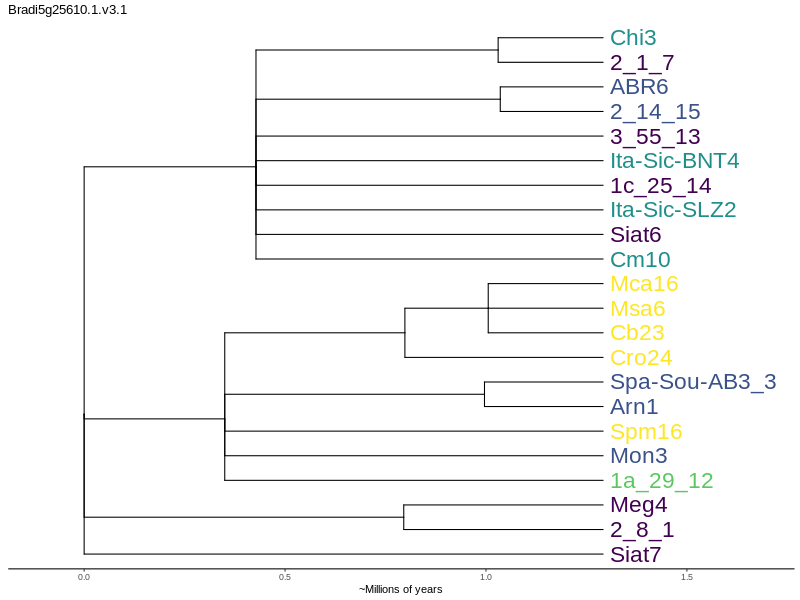 Bradi5g25610.1.v3.1
Chi3
2_1_7
ABR6
2_14_15
3_55_13
Ita-Sic-BNT4
1c_25_14
Ita-Sic-SLZ2
Siat6
Cm10
Mca16
Msa6
Cb23
Cro24
Spa-Sou-AB3_3
Arn1
Spm16
Mon3
1a_29_12
Meg4
2_8_1
Siat7
0.0 0.5 1.0 1.5
~Millions of years